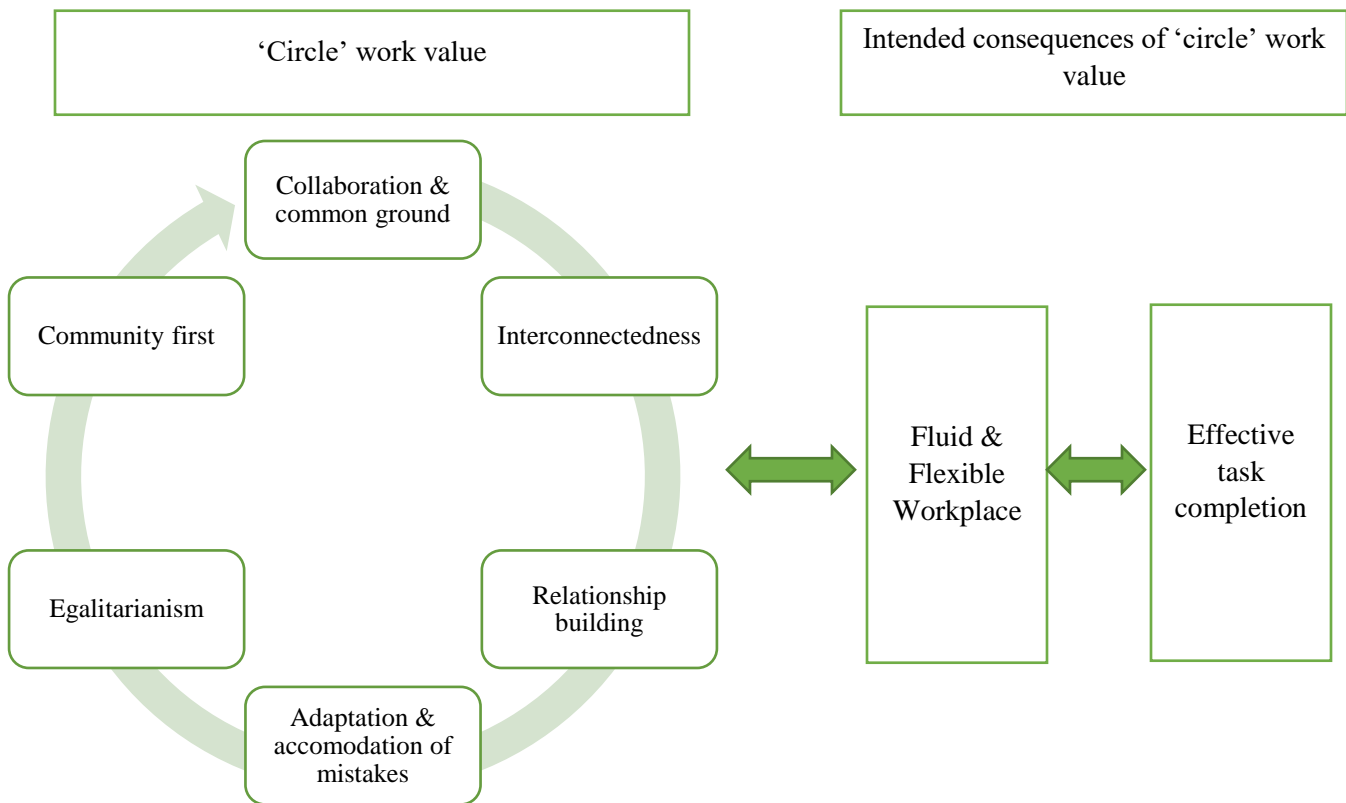 ‘Circle’ work value
Intended consequences of ‘circle’ work
value
Collaboration &
common ground
Interconnectedness
Relationship
building
Adaptation &
accomodation of
mistakes
Egalitarianism
Community first
Fluid &
Flexible
Workplace
Effective
task
completion